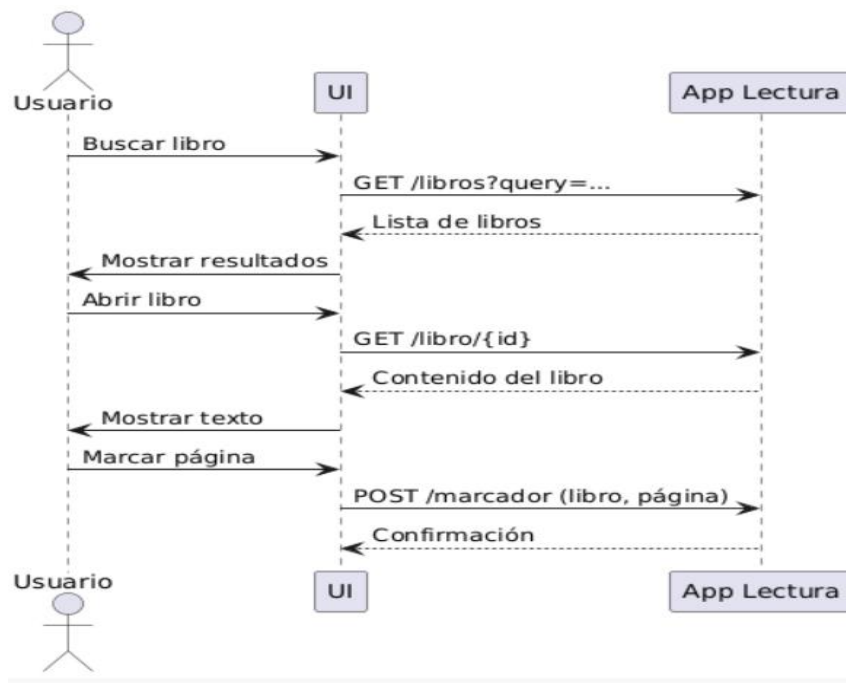 Usuario
UI
App Lectura
Buscar libro
GET /libros?query=...
Lista de libros
Mostrar resultados
Abrir libro
GET /libro/{id}
Contenido del libro
Mostrar texto
Marcar página
POST /marcador (libro, página)
Confirmación
Usuario
UI
App Lectura